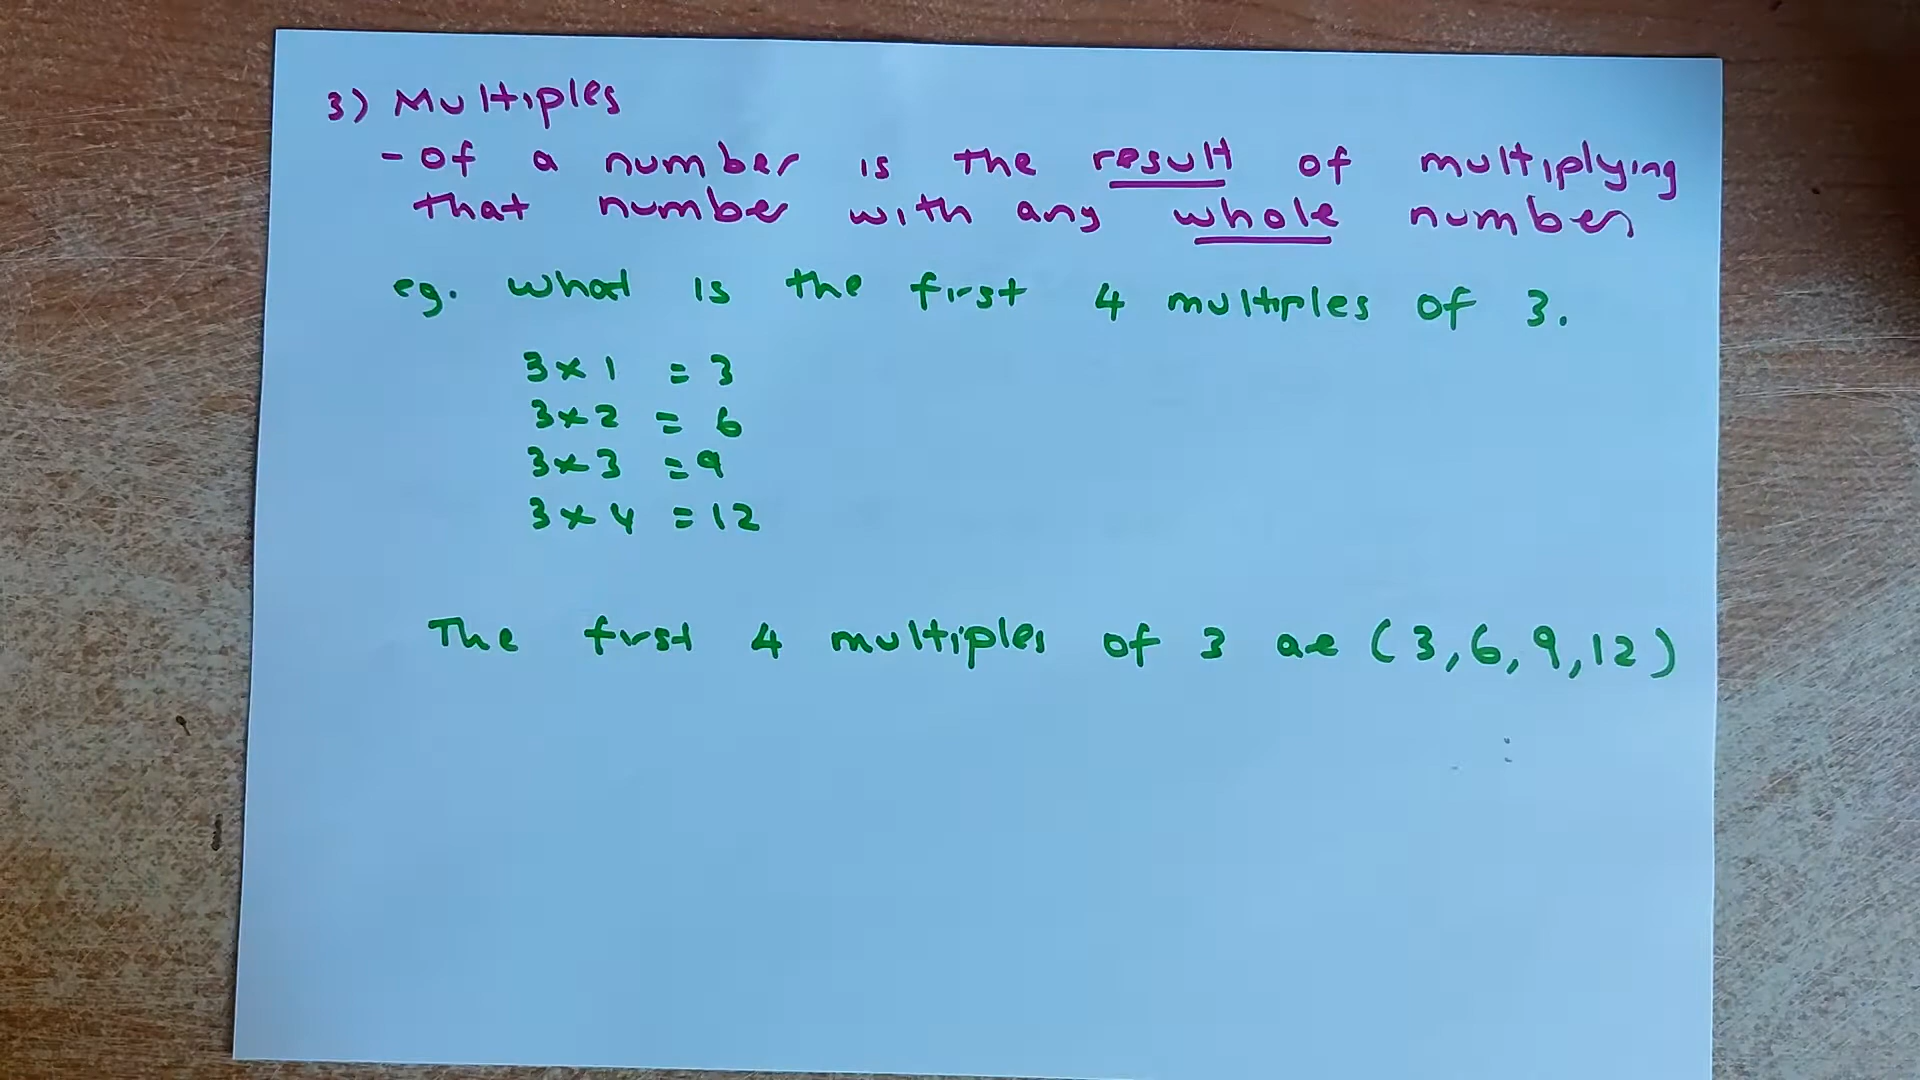 3) Multiples
- Of a number is the result of multiplying
that number with any whole number
eg. what is the first 4 multiples of 3.
3 × 1 = 3
3 × 2 = 6
3 × 3 = 9
3 × 4 = 12
The first 4 multiples of 3 are (3, 6, 9, 12)